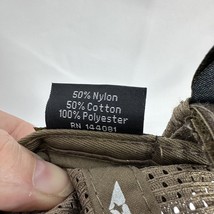 50% Nylon
50% Cotton
100% Polyester
RN 144081